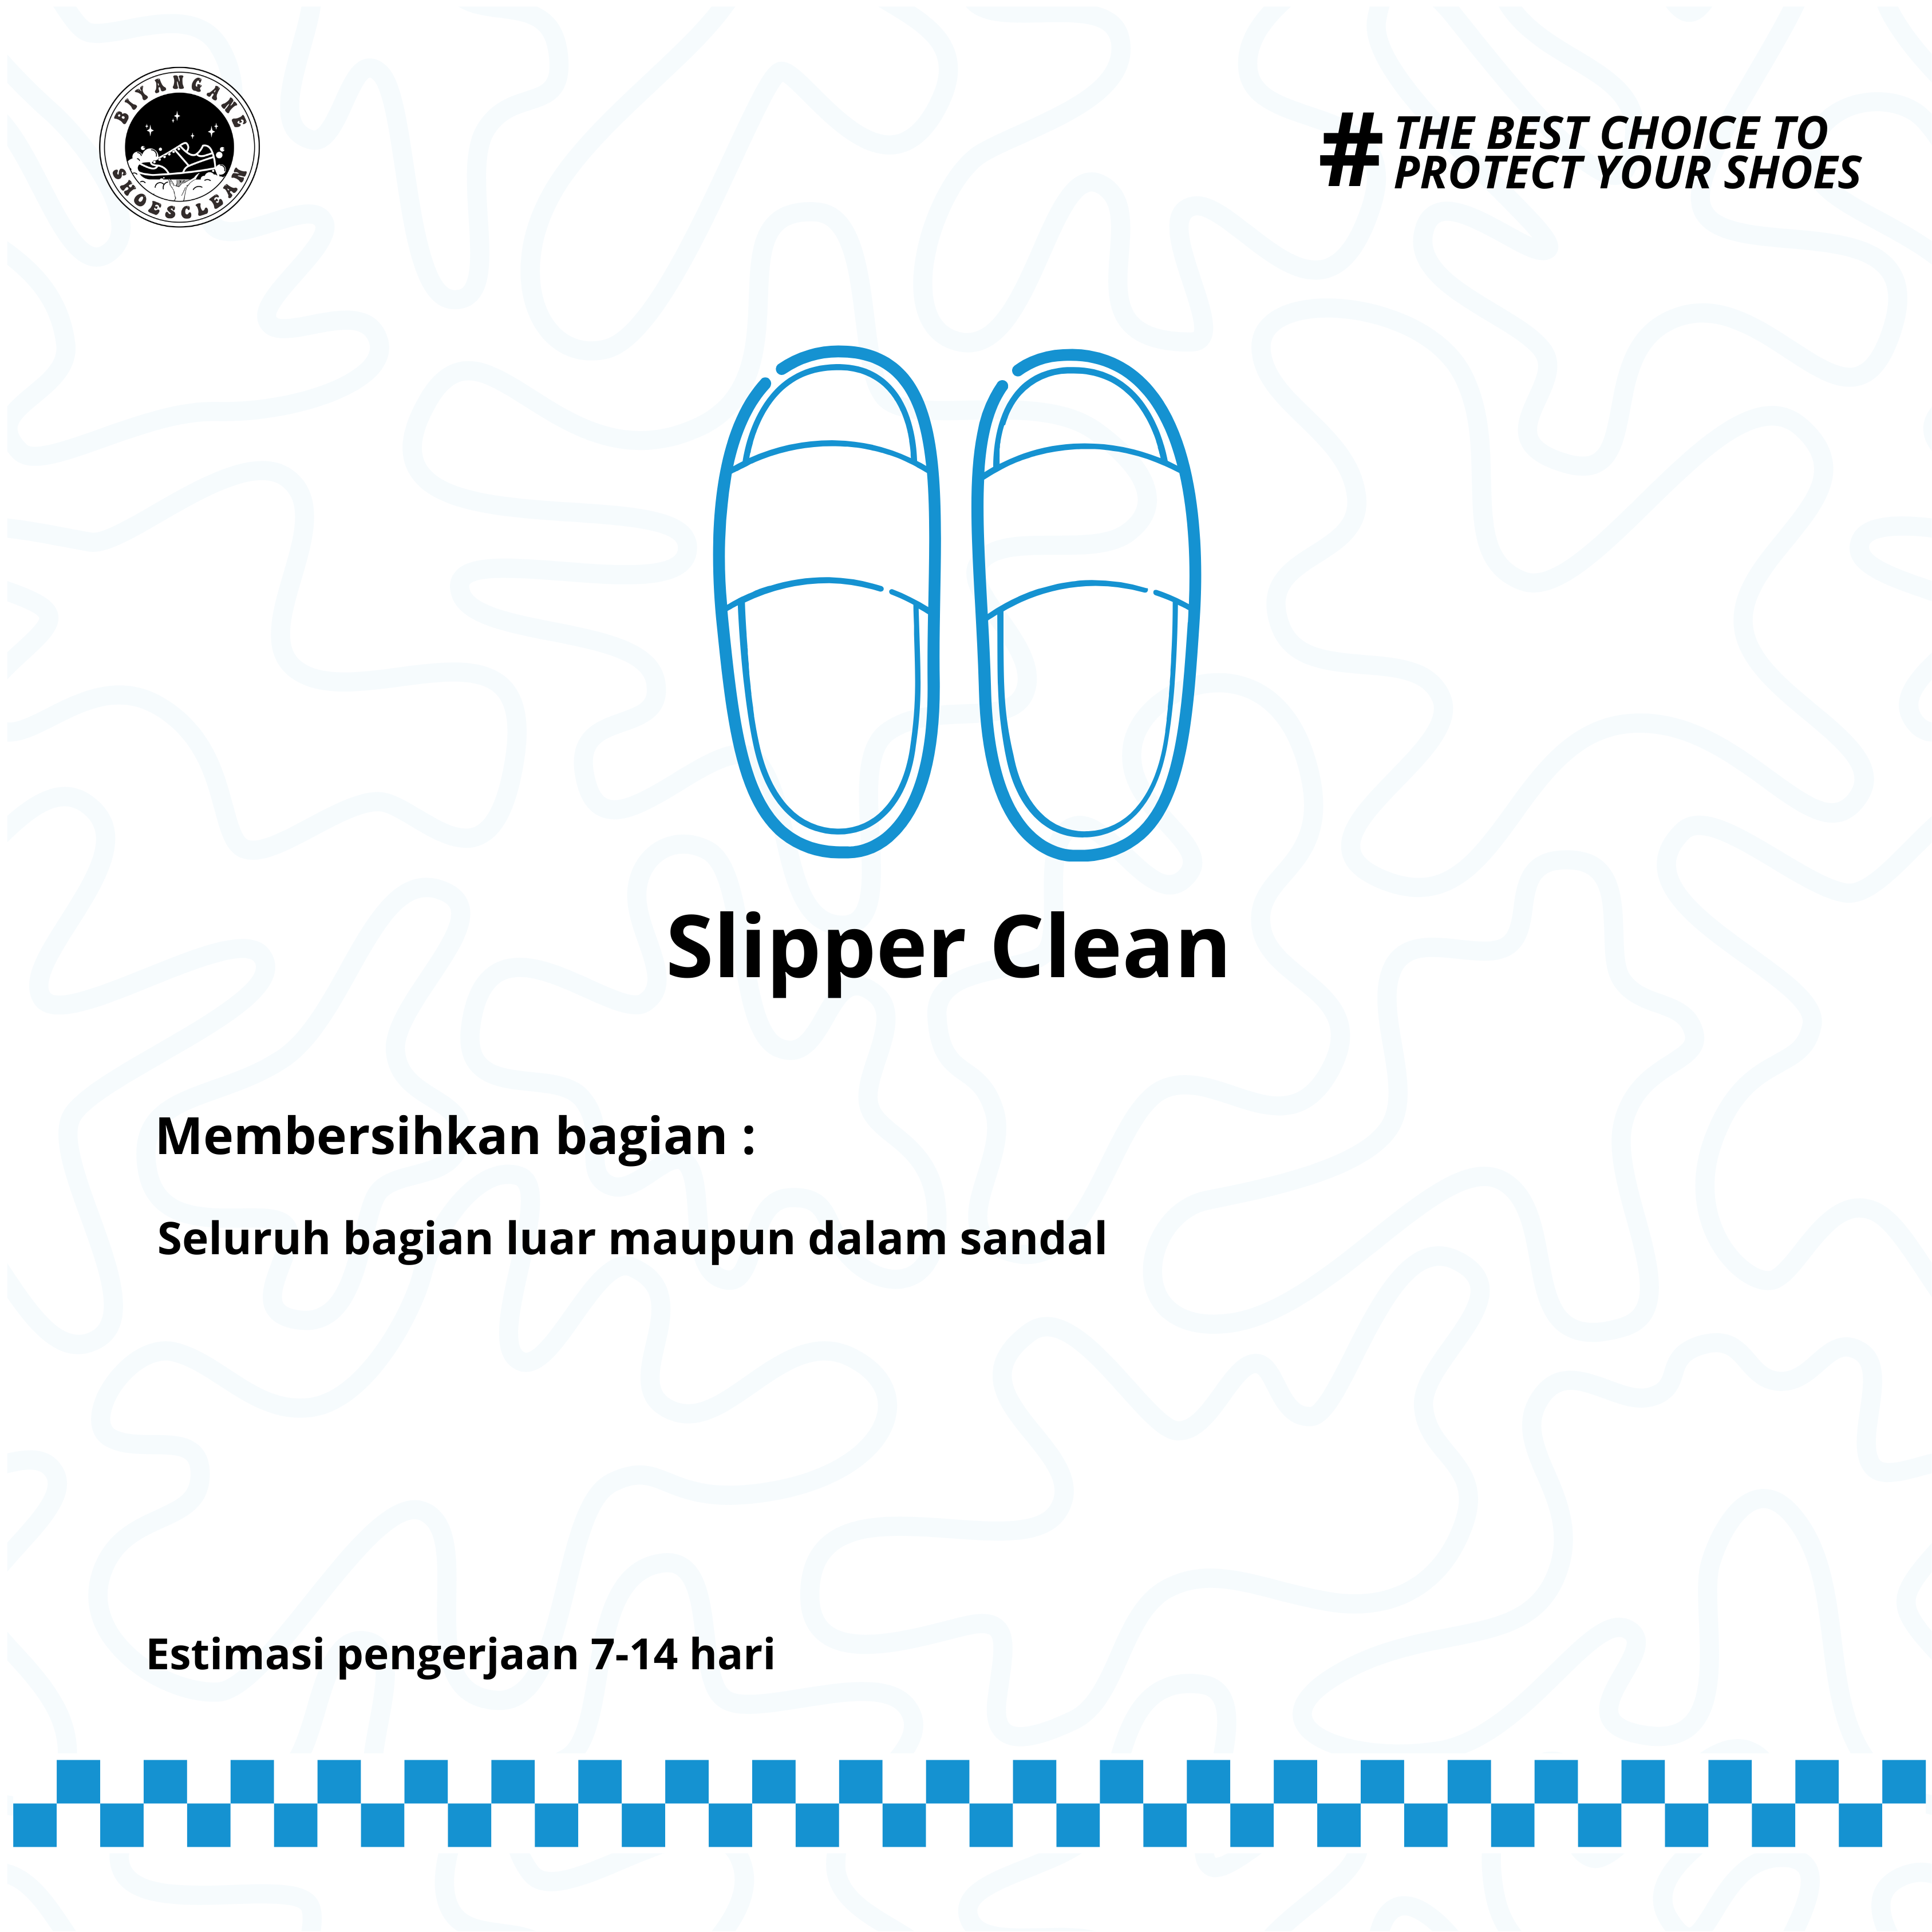 BIYANGANE
SHOESCLEAN
# THE BEST CHOICE TO
PROTECT YOUR SHOES
Slipper Clean
Membersihkan bagian :
Seluruh bagian luar maupun dalam sandal
Estimasi pengerjaan 7-14 hari